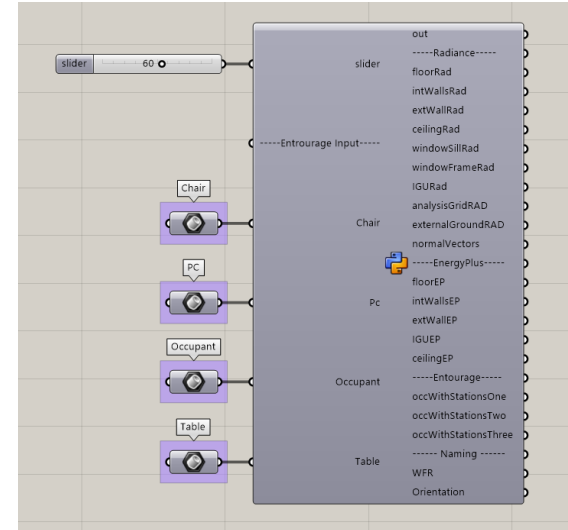 slider 60
slider
-----Entrourage Input-----
Chair
Chair
PC
Pc
Occupant
Occupant
Table
Table
out
-----Radiance-----
floorRad
intWallsRad
extWallRad
ceilingRad
windowSillRad
windowFrameRad
IGURad
analysisGridRAD
externalGroundRAD
normalVectors
-----EnergyPlus-----
floorEP
intWallsEP
extWallEP
IGUEP
ceilingEP
-----Entourage-----
occWithStationsOne
occWithStationsTwo
occWithStationsThree
------ Naming ------
WFR
Orientation